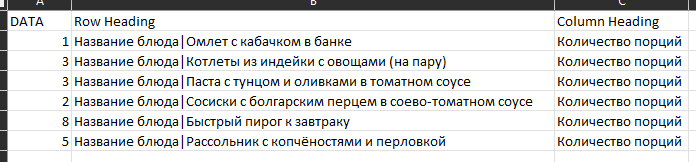 A B C
DATA Row Heading Column Heading
1 Название блюда|Омлет с кабачком в банке Количество порций
3 Название блюда|Котлеты из индейки с овощами (на пару) Количество порций
3 Название блюда|Паста с тунцом и оливками в томатном соусе Количество порций
2 Название блюда|Сосиски с болгарским перцем в соево-томатном соусе Количество порций
8 Название блюда|Быстрый пирог к завтраку Количество порций
5 Название блюда|Рассольник с копчёностями и перловкой Количество порций